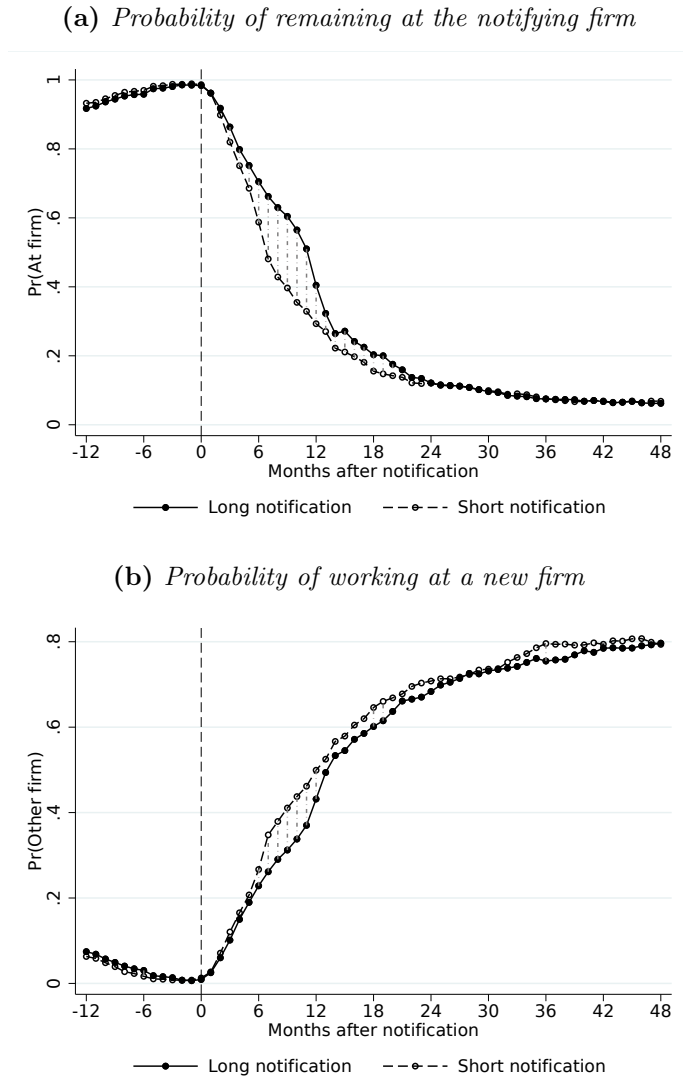 (a) Probability of remaining at the notifying firm
Pr(At firm)
1
.8
.6
.4
.2
0
-12 -6 0 6 12 18 24 30 36 42 48
Months after notification
Long notification Short notification
(b) Probability of working at a new firm
Pr(Other firm)
.8
.6
.4
.2
0
-12 -6 0 6 12 18 24 30 36 42 48
Months after notification
Long notification Short notification